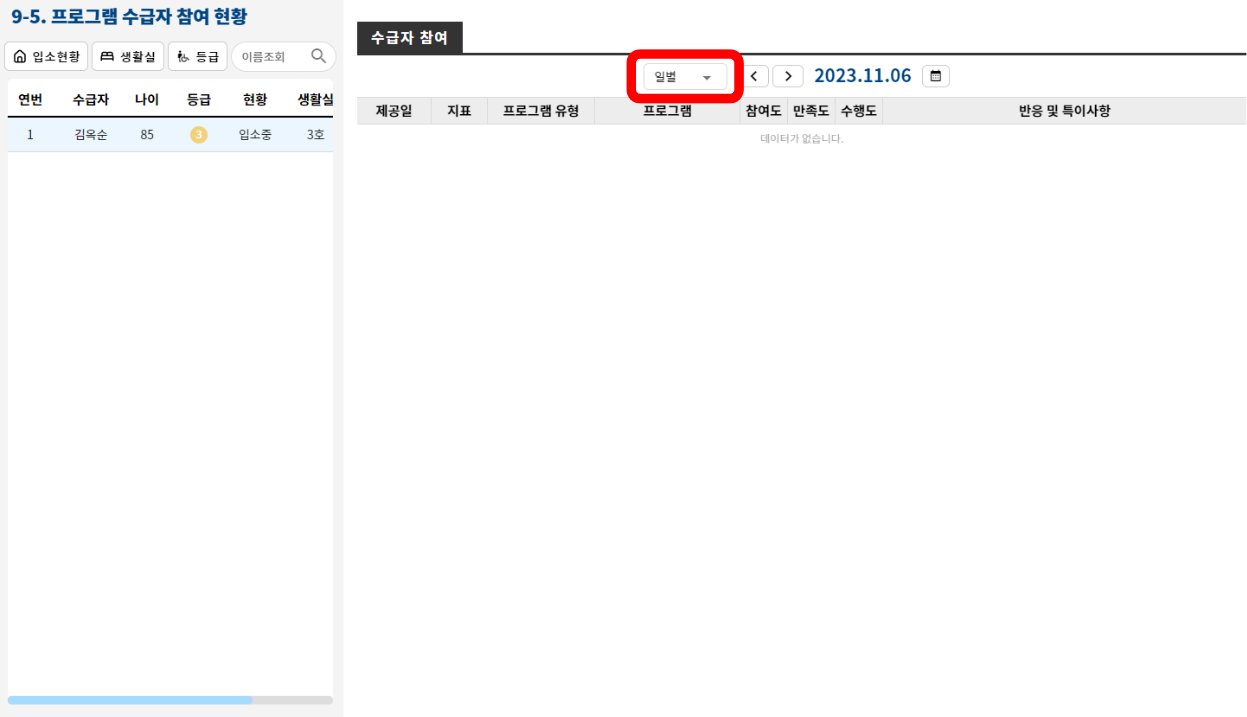 9-5. 프로그램 수급자 참여 현황
입소현황 생활실 등급 이름조회
연번 수급자 나이 등급 현황 생활실
1 김옥순 85 3 입소중 3호
수급자 참여
일별 2023.11.06
제공일 지표 프로그램 유형 프로그램 참여도 만족도 수행도 반응 및 특이사항
데이터가 없습니다.